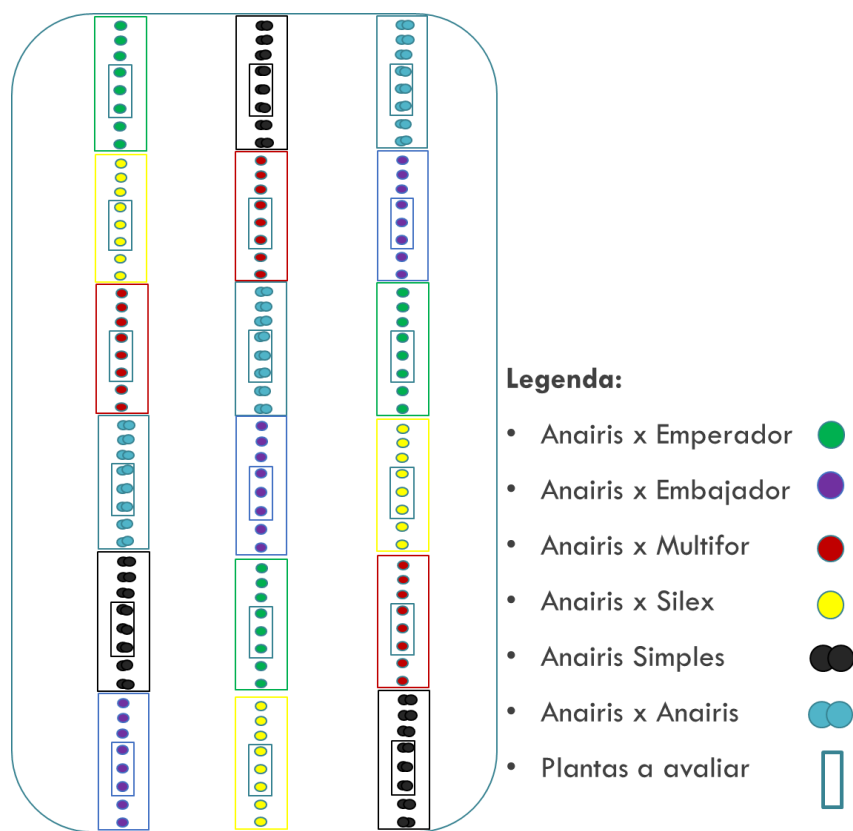 Legenda:
• Anairis x Emperador
• Anairis x Embajador
• Anairis x Multifor
• Anairis x Silex
• Anairis Simples
• Anairis x Anairis
• Plantas a avaliar